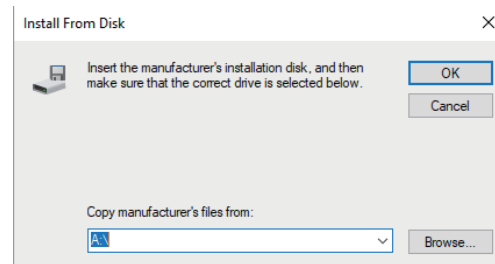 Install From Disk
Insert the manufacturer's installation disk, and then
make sure that the correct drive is selected below.
OK
Cancel
Copy manufacturer's files from:
A:\
Browse...